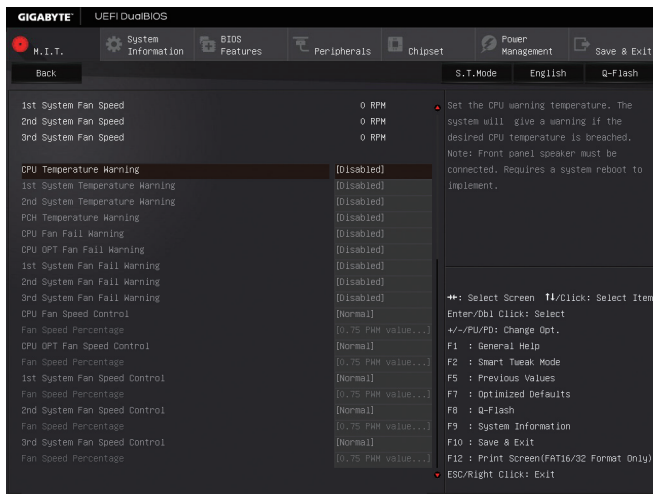 GIGABYTE™ UEFI DualBIOS
M.I.T. System Information BIOS Features Peripherals Chipset Power Management Save & Exit
Back S.T.Mode English Q-Flash
1st System Fan Speed 0 RPM
2nd System Fan Speed 0 RPM
3rd System Fan Speed 0 RPM
CPU Temperature Warning [Disabled]
1st System Temperature Warning [Disabled]
2nd System Temperature Warning [Disabled]
PCH Temperature Warning [Disabled]
CPU Fan Fail Warning [Disabled]
CPU OPT Fan Fail Warning [Disabled]
1st System Fan Fail Warning [Disabled]
2nd System Fan Fail Warning [Disabled]
3rd System Fan Fail Warning [Disabled]
CPU Fan Speed Control [Normal]
Fan Speed Percentage [0.75 PWM value...]
CPU OPT Fan Speed Control [Normal]
Fan Speed Percentage [0.75 PWM value...]
1st System Fan Speed Control [Normal]
Fan Speed Percentage [0.75 PWM value...]
2nd System Fan Speed Control [Normal]
Fan Speed Percentage [0.75 PWM value...]
3rd System Fan Speed Control [Normal]
Fan Speed Percentage [0.75 PWM value...]
Set the CPU warning temperature. The
system will give a warning if the
desired CPU temperature is breached.
Note: Front panel speaker must be
connected. Requires a system reboot to
implement.
→←: Select Screen ↑↓/Click: Select Item
Enter/Dbl Click: Select
+/-/PU/PD: Change Opt.
F1 : General Help
F2 : Smart Tweak Mode
F5 : Previous Values
F7 : Optimized Defaults
F8 : Q-Flash
F9 : System Information
F10 : Save & Exit
F12 : Print Screen(FAT16/32 Format Only)
ESC/Right Click: Exit